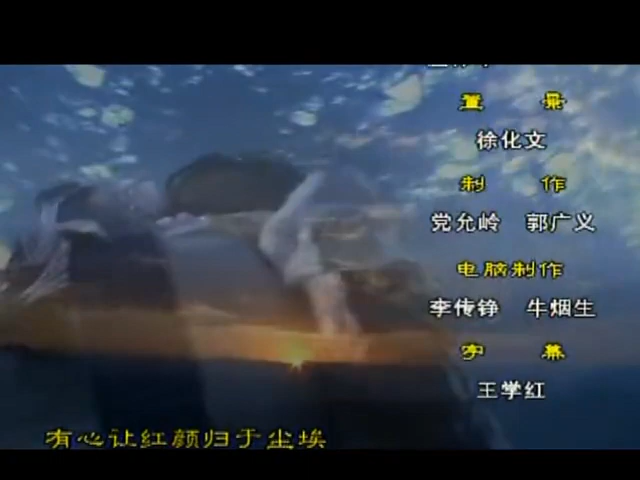 置 景
徐化文
制 作
党允岭 郭广义
电脑制作
李传铮 牛烟生
字 幕
王学红
有心让红颜归于尘埃